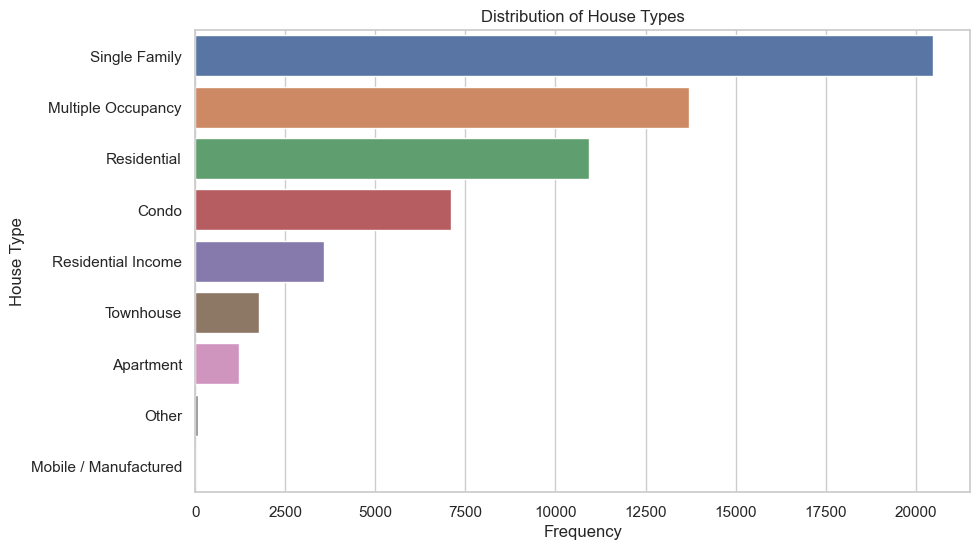 Distribution of House Types
Single Family
Multiple Occupancy
Residential
Condo
Residential Income
Townhouse
Apartment
Other
Mobile / Manufactured
House Type
0 2500 5000 7500 10000 12500 15000 17500 20000
Frequency